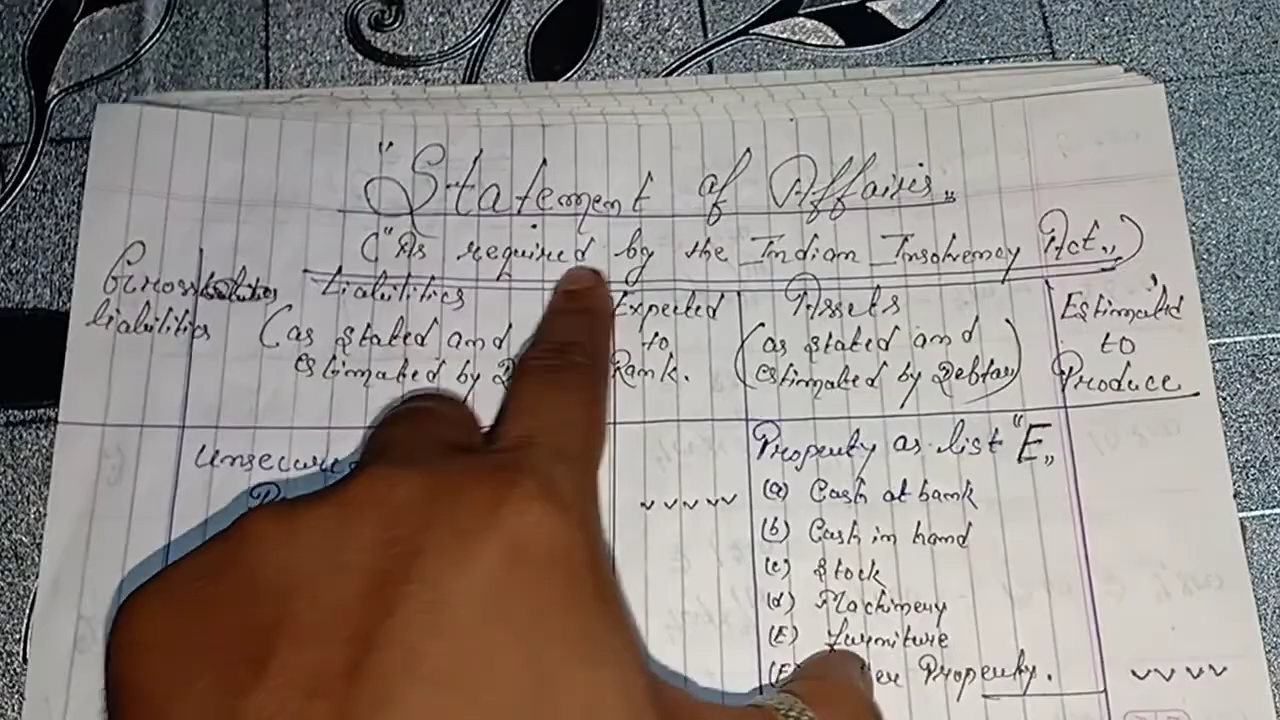 "Statement of Affairs"
("As required by the Indian Insolvency Act")
Gross liabilities
Liabilities
(as stated and
estimated by
Expected
to
Rank.
Assets
(as stated and
estimated by Debtor)
Estimated
to
Produce
Property as list "E"
(a) Cash at bank
(b) Cash in hand
(c) Stock
(d) Machinery
(E) Furniture
Property.